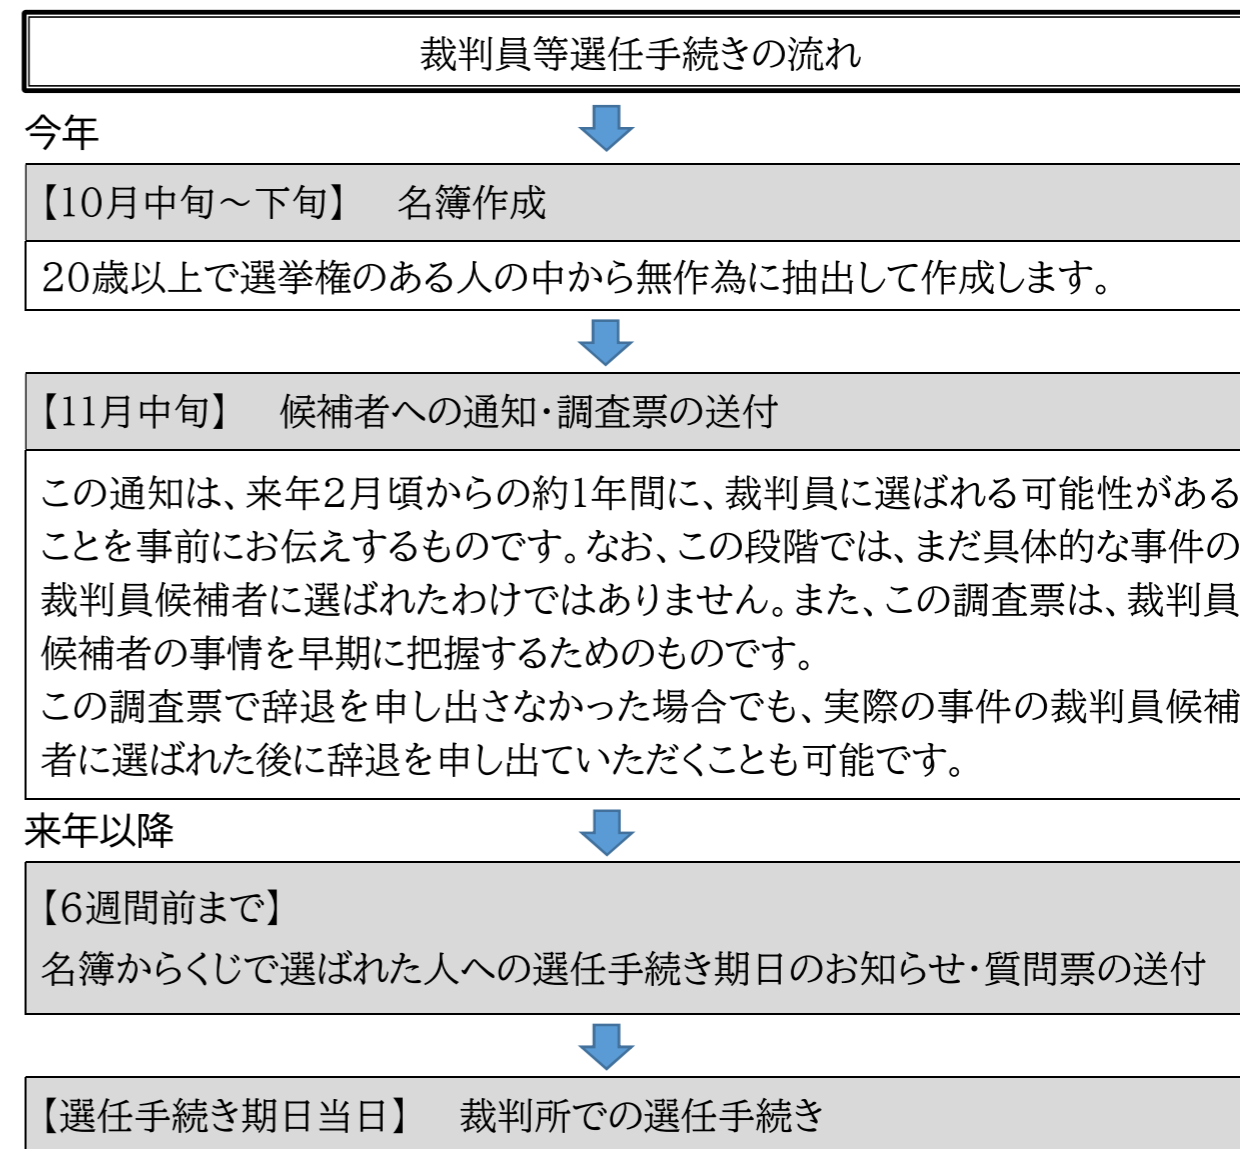 裁判員等選任手続きの流れ
今年
【10月中旬～下旬】　名簿作成
20歳以上で選挙権のある人の中から無作為に抽出して作成します。
【11月中旬】　候補者への通知・調査票の送付
この通知は、来年2月頃からの約1年間に、裁判員に選ばれる可能性がある
ことを事前にお伝えするものです。なお、この段階では、まだ具体的な事件の
裁判員候補者に選ばれたわけではありません。また、この調査票は、裁判員
候補者の事情を早期に把握するためのものです。
この調査票で辞退を申し出さなかった場合でも、実際の事件の裁判員候補
者に選ばれた後に辞退を申し出ていただくことも可能です。
来年以降
【6週間前まで】
名簿からくじで選ばれた人への選任手続き期日のお知らせ・質問票の送付
【選任手続き期日当日】　裁判所での選任手続き